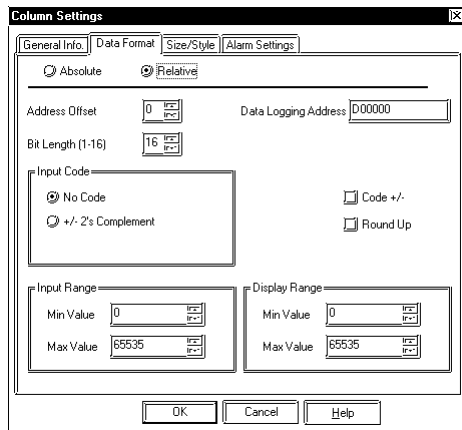 Column Settings
General Info. Data Format Size/Style Alarm Settings
Absolute Relative
Address Offset 0 Data Logging Address D00000
Bit Length (1-16) 16
Input Code
No Code
+/- 2's Complement
Code +/-
Round Up
Input Range
Min Value 0
Max Value 65535
Display Range
Min Value 0
Max Value 65535
OK Cancel Help